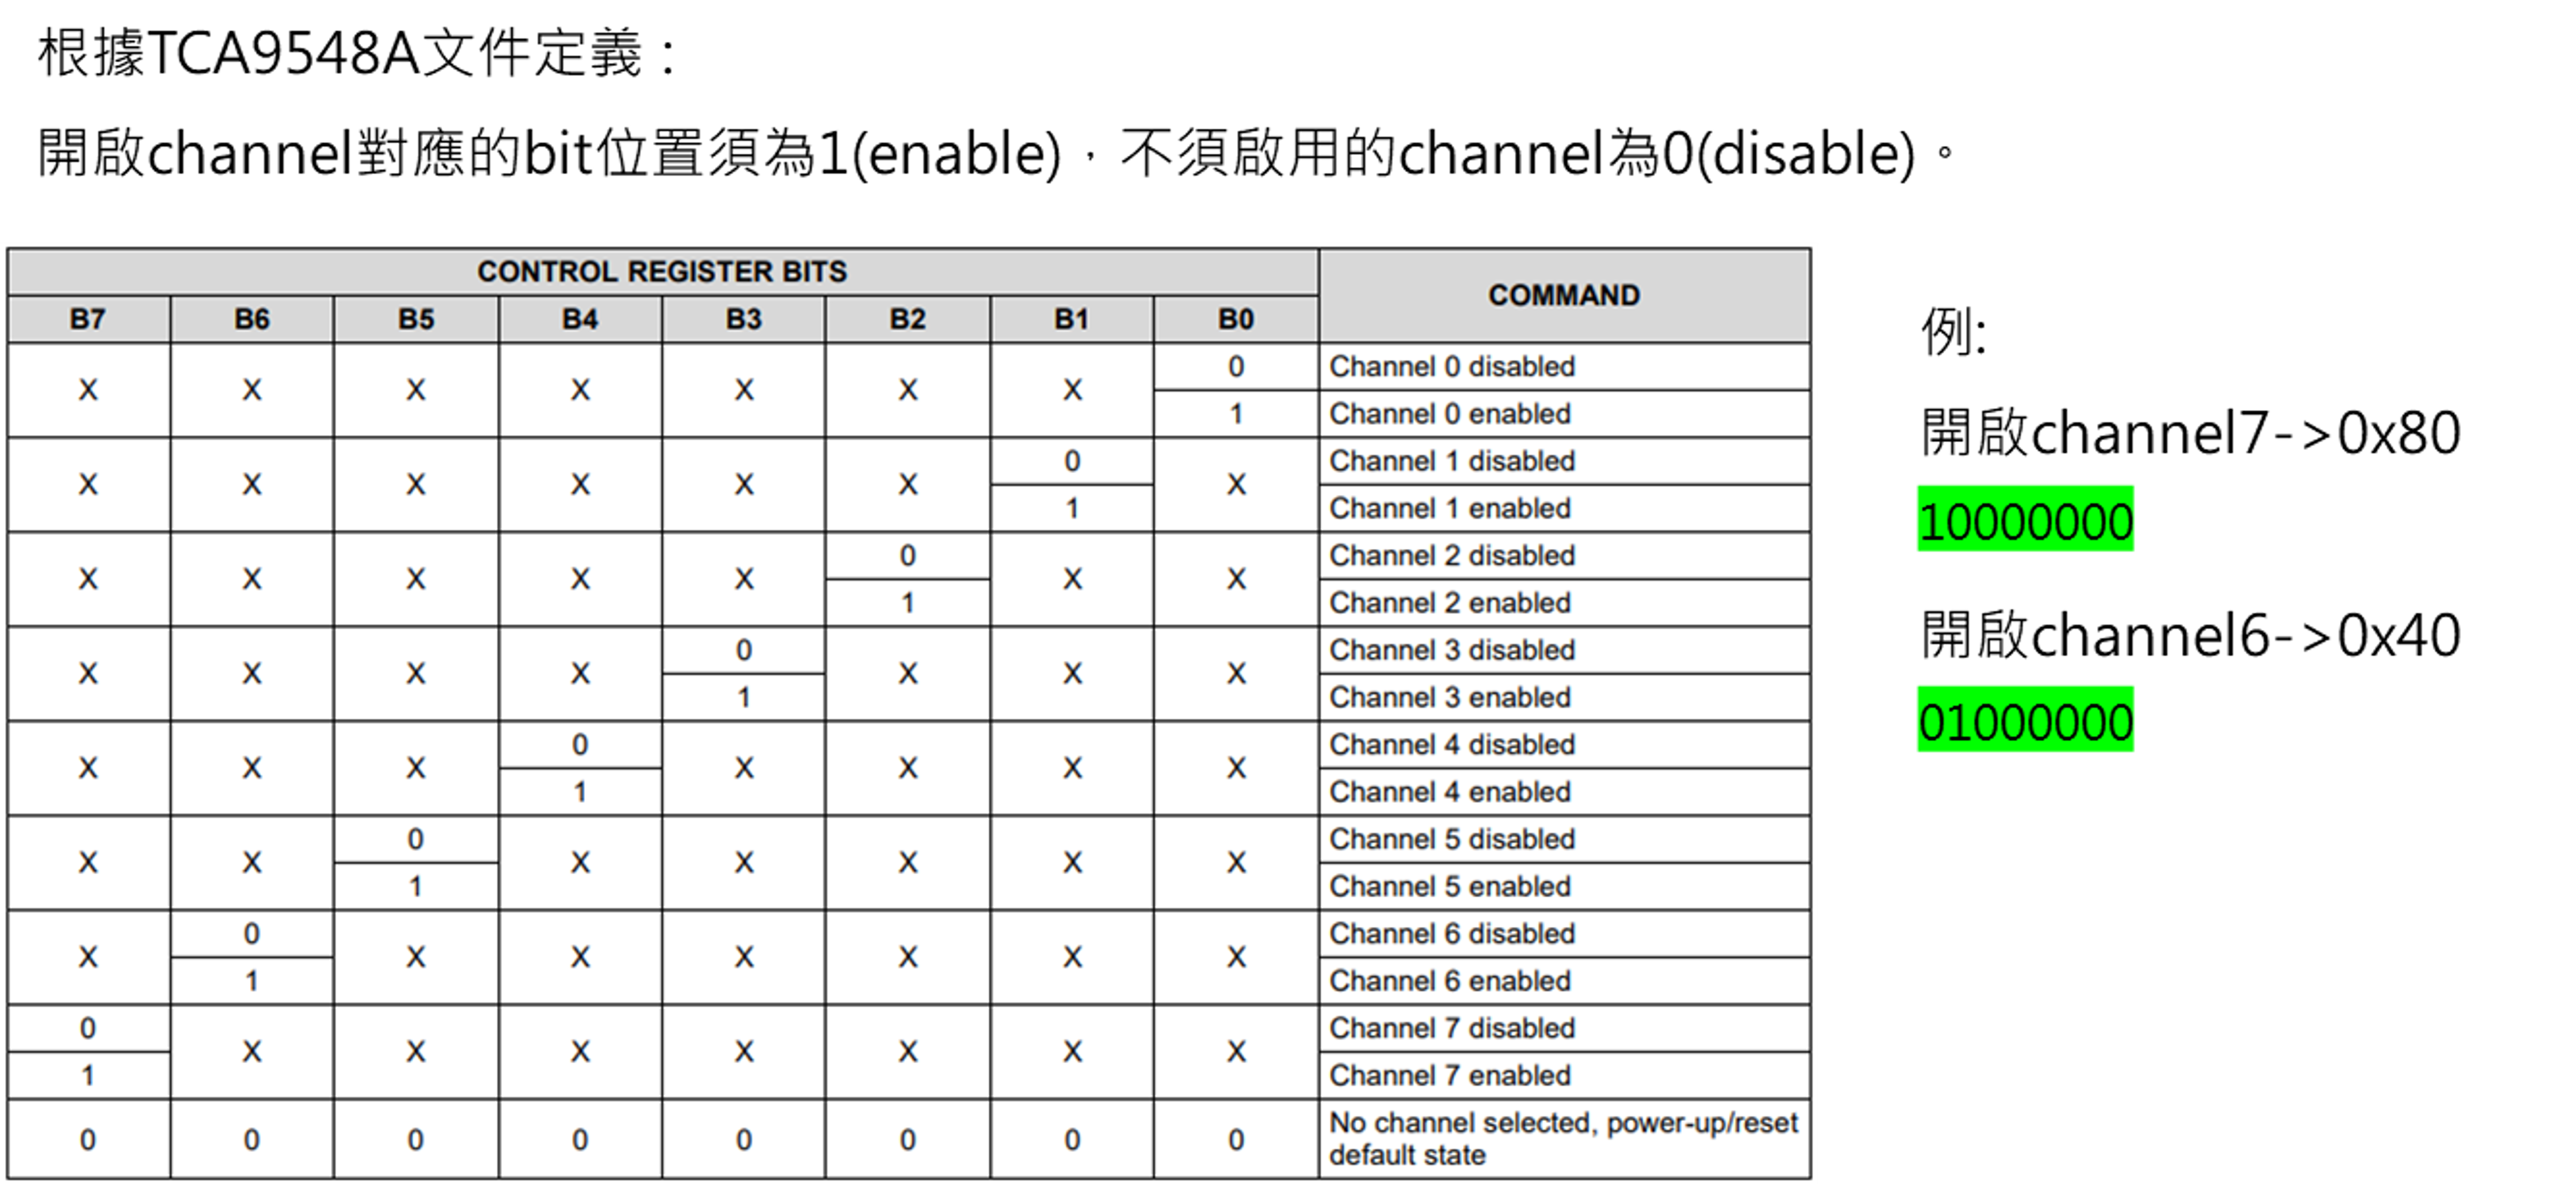 根據TCA9548A文件定義：
開啟channel對應的bit位置須為1(enable)，不須啟用的channel為0(disable)。
CONTROL REGISTER BITS
COMMAND
B7 B6 B5 B4 B3 B2 B1 B0
X X X X X X X 0 Channel 0 disabled
1 Channel 0 enabled
X X X X X X 0 X Channel 1 disabled
1 Channel 1 enabled
X X X X X 0 X X Channel 2 disabled
1 Channel 2 enabled
X X X X 0 X X X Channel 3 disabled
1 Channel 3 enabled
X X X 0 X X X X Channel 4 disabled
1 Channel 4 enabled
X X 0 X X X X X Channel 5 disabled
1 Channel 5 enabled
X 0 X X X X X X Channel 6 disabled
1 Channel 6 enabled
0 X X X X X X X Channel 7 disabled
1 Channel 7 enabled
0 0 0 0 0 0 0 0 No channel selected, power-up/reset
default state
例:
開啟channel7->0x80
10000000
開啟channel6->0x40
01000000